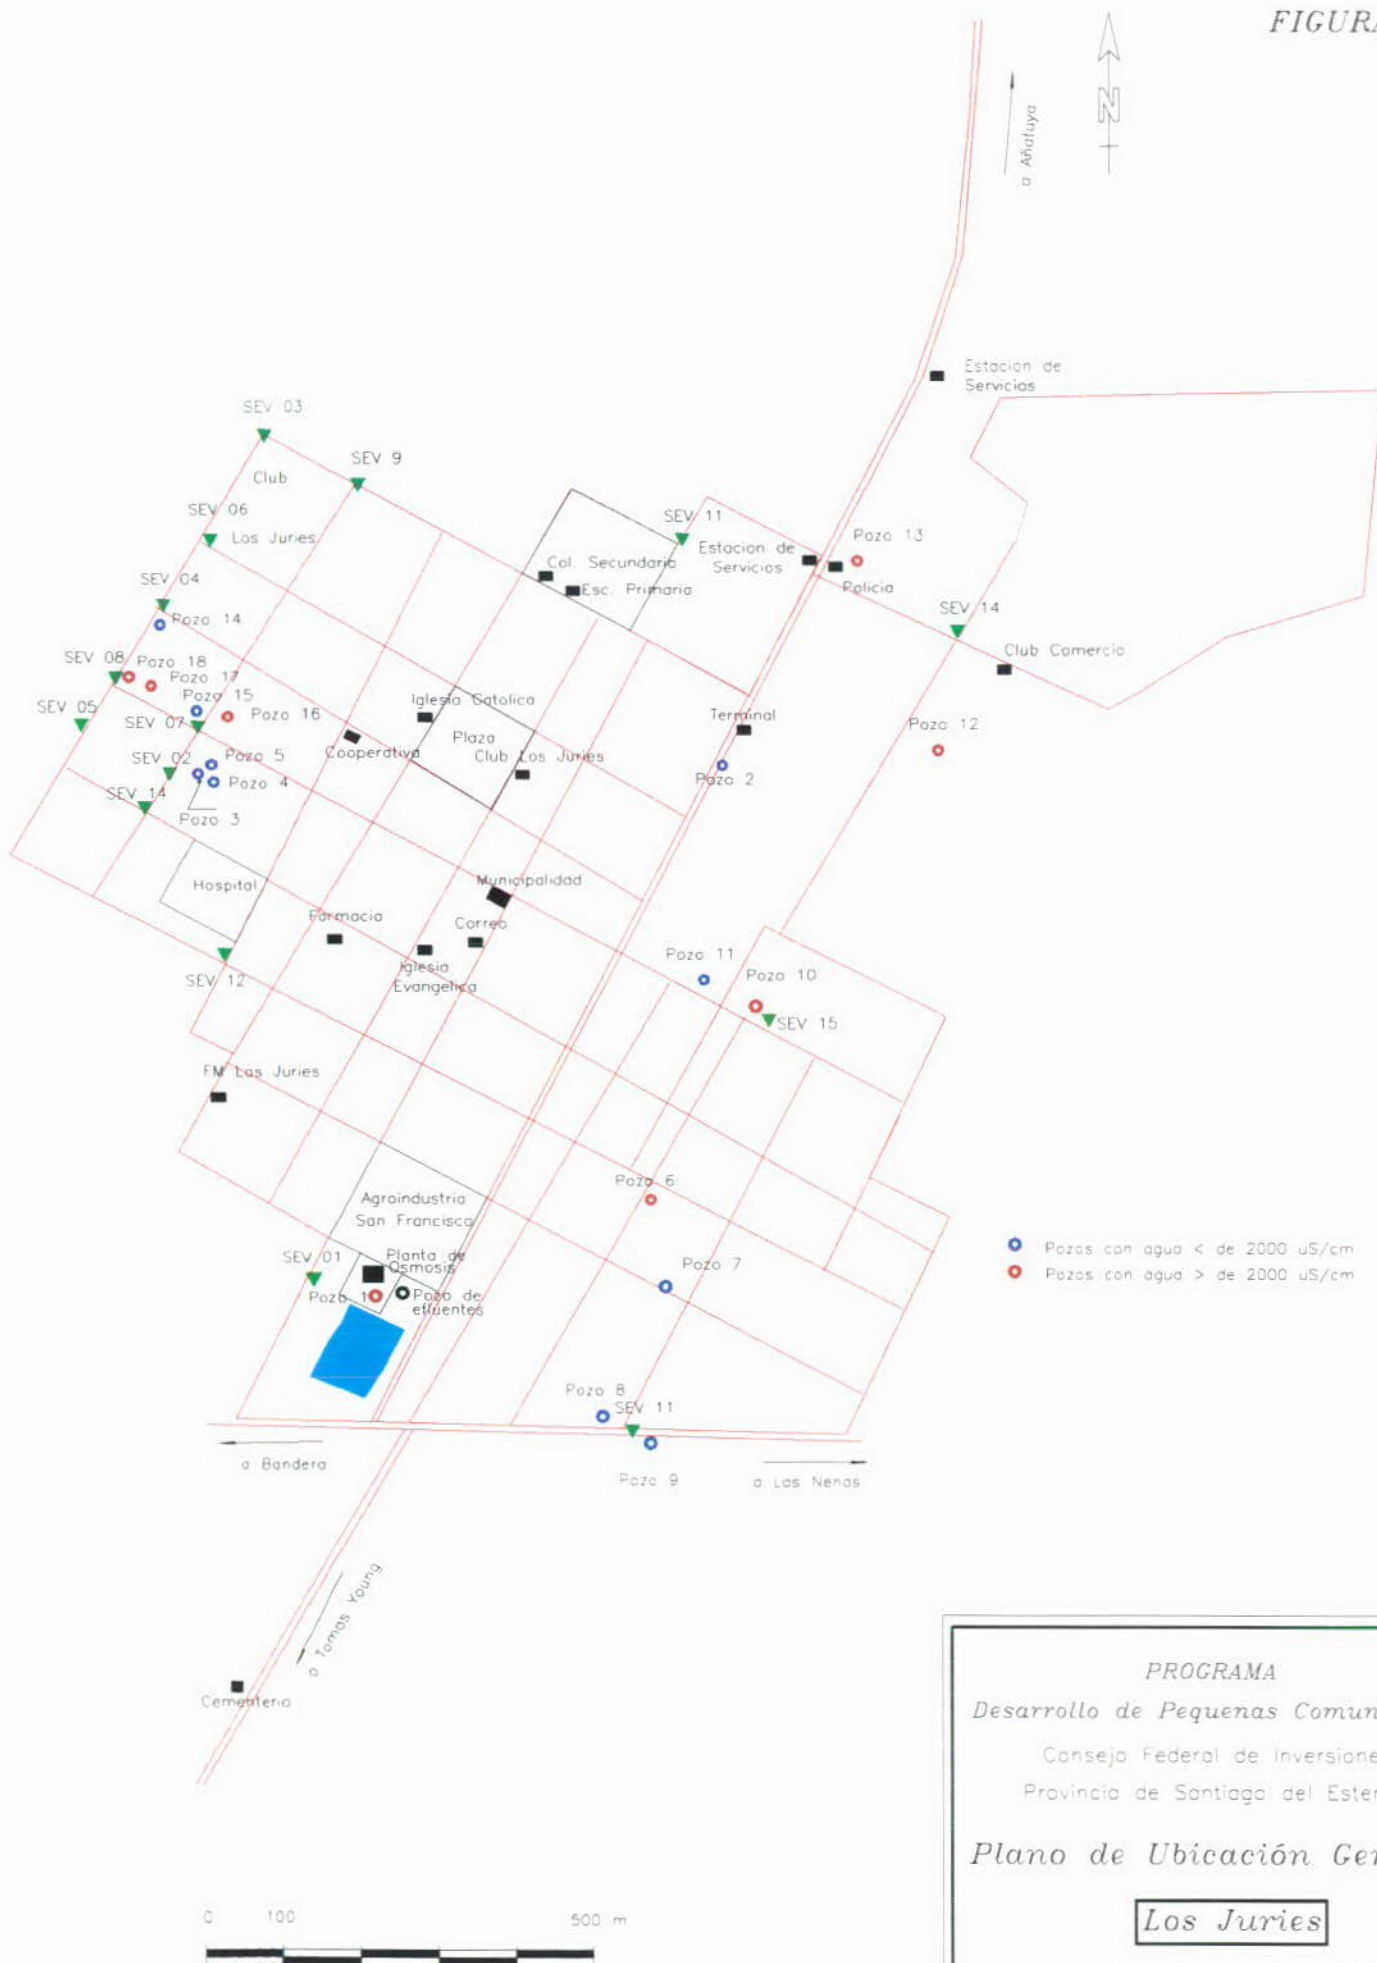 FIGURA
N
a Añatuya
Estacion de
Servicios
SEV 03
Club
SEV 9
SEV 06
Los Juries
SEV 11
Estacion de
Servicios
Pozo 13
Col. Secundario
Esc. Primaria
Policia
SEV 04
Pozo 14
SEV 14
Club Comercio
SEV 08
Pozo 18
Pozo 17
Pozo 15
SEV 05
SEV 07
Pozo 16
Iglesia Catolica
Cooperativa
Plaza
Club Los Juries
Terminal
Pozo 12
Pozo 2
SEV 02
Pozo 5
Pozo 4
SEV 14
Pozo 3
Hospital
Municipalidad
Farmacia
Correo
Iglesia
Evangelica
SEV 12
Pozo 11
Pozo 10
SEV 15
FM Los Juries
Agroindustria
San Francisco
Pozo 6
SEV 01
Planta de
Osmosis
Pozo 1
Pozo de
efluentes
Pozo 7
Pozos con agua < de 2000 uS/cm
Pozos con agua > de 2000 uS/cm
Pozo 8
SEV 11
Pozo 9
a Bandera
a Las Nenas
a Tomas Young
Cementerio
PROGRAMA
Desarrollo de Pequenas Comun
Consejo Federal de Inversione
Provincia de Santiago del Ester
Plano de Ubicación Gen
Los Juries
0 100 500 m